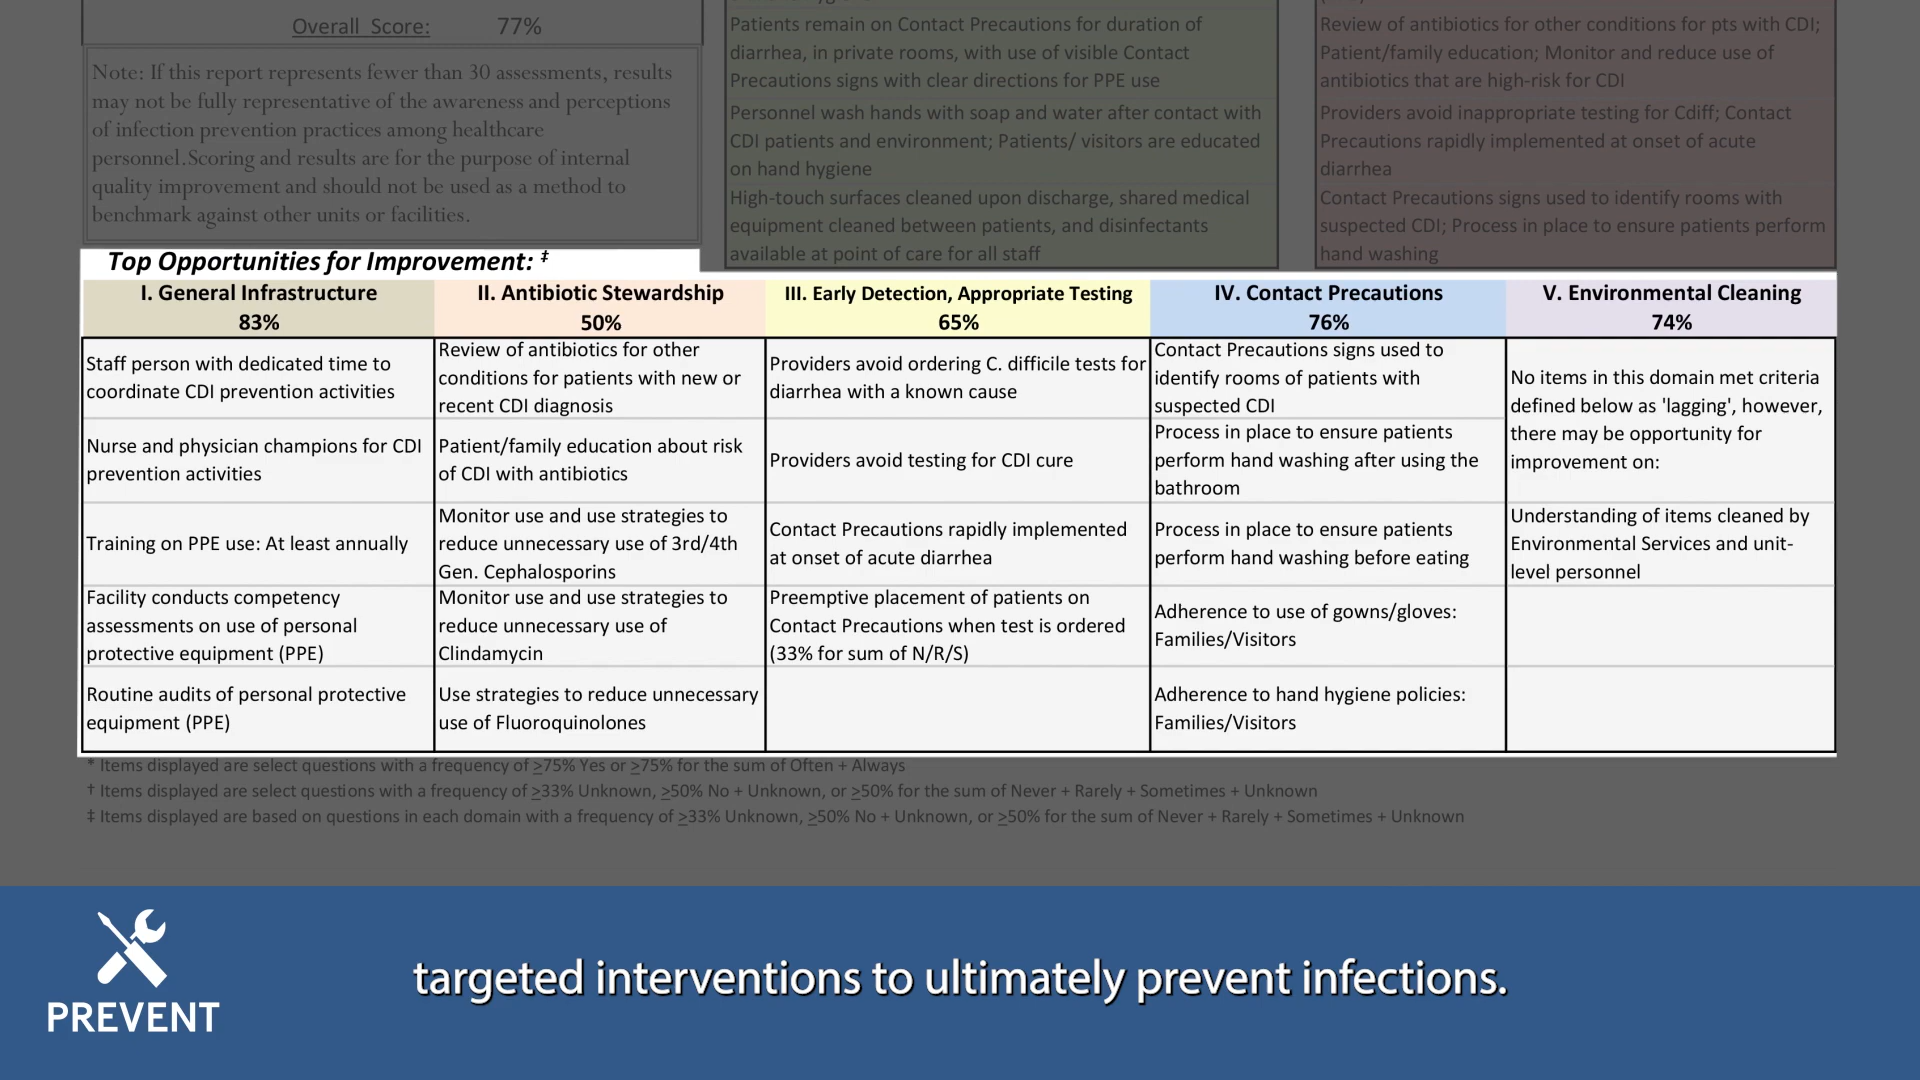 Overall Score: 77%
Note: If this report represents fewer than 30 assessments, results
may not be fully representative of the awareness and perceptions
of infection prevention practices among healthcare
personnel.Scoring and results are for the purpose of internal
quality improvement and should not be used as a method to
benchmark against other units or facilities.
Patients remain on Contact Precautions for duration of
diarrhea, in private rooms, with use of visible Contact
Precautions signs with clear directions for PPE use
Personnel wash hands with soap and water after contact with
CDI patients and environment; Patients/ visitors are educated
on hand hygiene
High-touch surfaces cleaned upon discharge, shared medical
equipment cleaned between patients, and disinfectants
available at point of care for all staff
Review of antibiotics for other conditions for pts with CDI;
Patient/family education; Monitor and reduce use of
antibiotics that are high-risk for CDI
Providers avoid inappropriate testing for Cdiff; Contact
Precautions rapidly implemented at onset of acute
diarrhea
Contact Precautions signs used to identify rooms with
suspected CDI; Process in place to ensure patients perform
hand washing
Top Opportunities for Improvement: ‡
I. General Infrastructure
83%
Staff person with dedicated time to
coordinate CDI prevention activities
Nurse and physician champions for CDI
prevention activities
Training on PPE use: At least annually
Facility conducts competency
assessments on use of personal
protective equipment (PPE)
Routine audits of personal protective
equipment (PPE)
II. Antibiotic Stewardship
50%
Review of antibiotics for other
conditions for patients with new or
recent CDI diagnosis
Patient/family education about risk
of CDI with antibiotics
Monitor use and use strategies to
reduce unnecessary use of 3rd/4th
Gen. Cephalosporins
Monitor use and use strategies to
reduce unnecessary use of
Clindamycin
Use strategies to reduce unnecessary
use of Fluoroquinolones
III. Early Detection, Appropriate Testing
65%
Providers avoid ordering C. difficile tests for
diarrhea with a known cause
Providers avoid testing for CDI cure
Contact Precautions rapidly implemented
at onset of acute diarrhea
Preemptive placement of patients on
Contact Precautions when test is ordered
(33% for sum of N/R/S)
IV. Contact Precautions
76%
Contact Precautions signs used to
identify rooms of patients with
suspected CDI
Process in place to ensure patients
perform hand washing after using the
bathroom
Process in place to ensure patients
perform hand washing before eating
Adherence to use of gowns/gloves:
Families/Visitors
Adherence to hand hygiene policies:
Families/Visitors
V. Environmental Cleaning
74%
No items in this domain met criteria
defined below as 'lagging', however,
there may be opportunity for
improvement on:
Understanding of items cleaned by
Environmental Services and unit-
level personnel
* Items displayed are select questions with a frequency of ≥75% Yes or ≥75% for the sum of Often + Always
† Items displayed are select questions with a frequency of ≥33% Unknown, ≥50% No + Unknown, or ≥50% for the sum of Never + Rarely + Sometimes + Unknown
‡ Items displayed are based on questions in each domain with a frequency of ≥33% Unknown, ≥50% No + Unknown, or ≥50% for the sum of Never + Rarely + Sometimes + Unknown
PREVENT
targeted interventions to ultimately prevent infections.